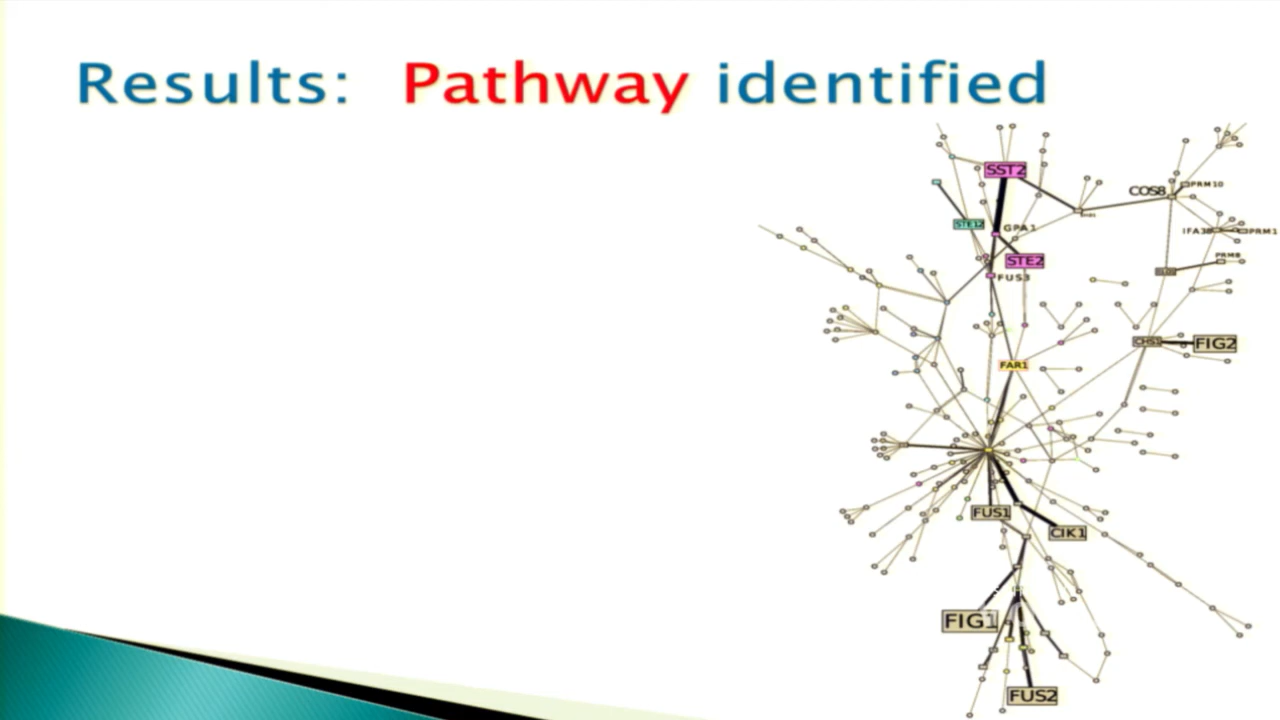 Results: Pathway identified
SST2
COS8
PRM10
STE12
GPA1
IFA38
PRM1
STE2
PRM8
FUS3
CHS1
FIG2
FAR1
FUS1
CIK1
FIG1
FUS2